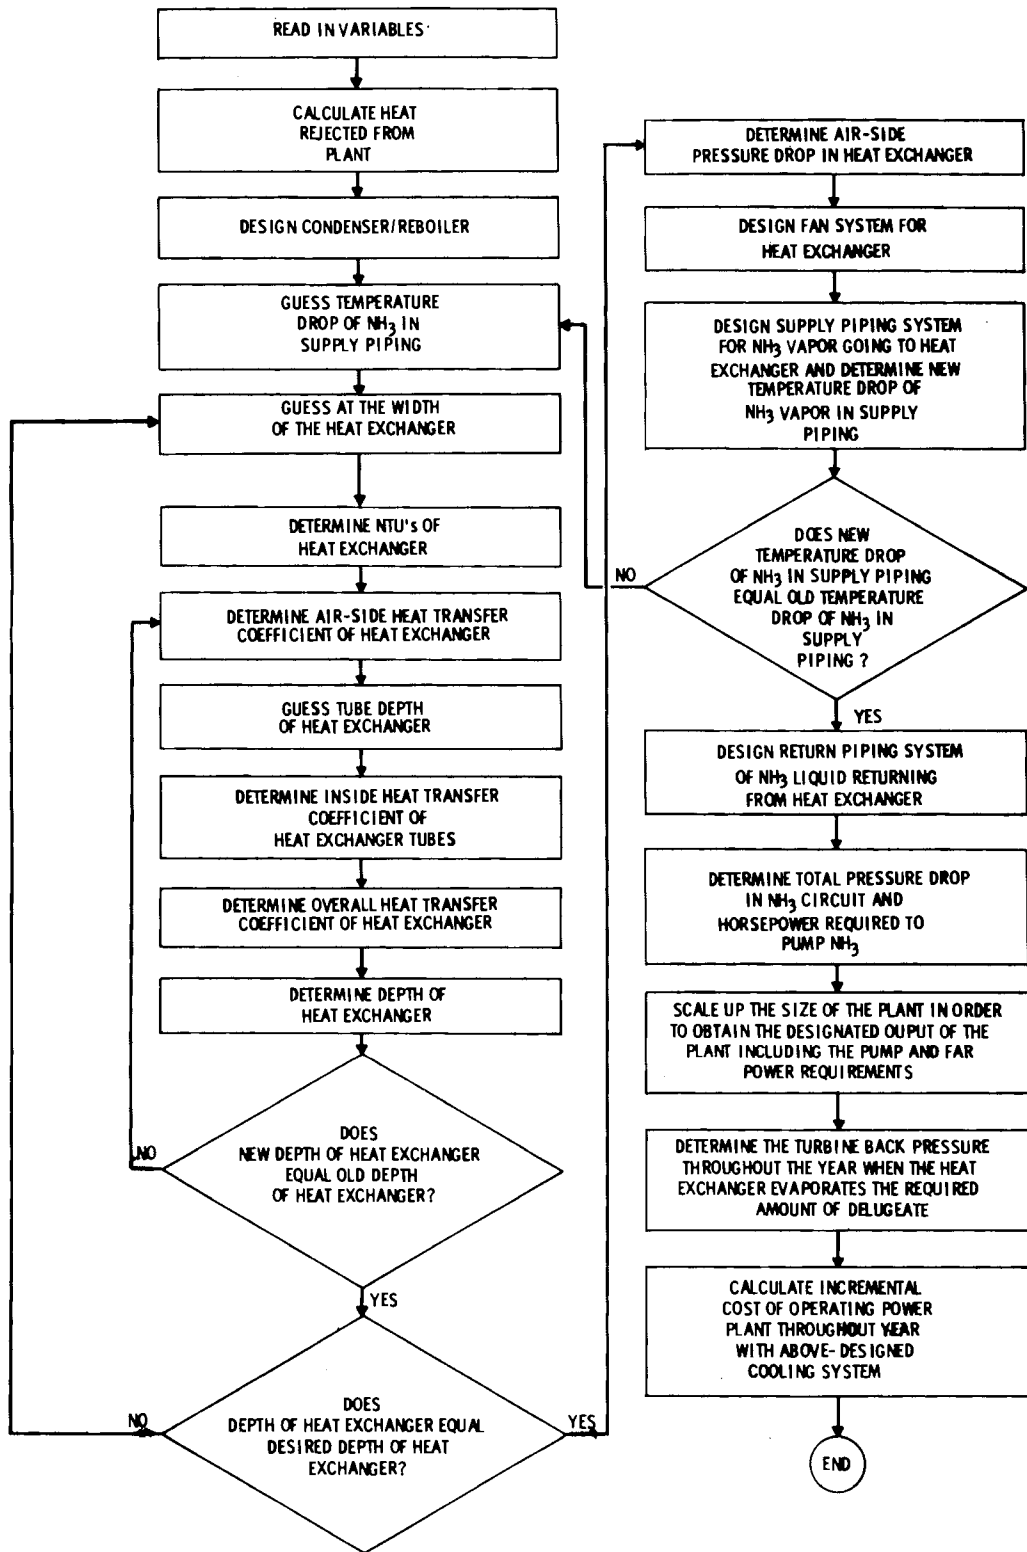 READ IN VARIABLES
CALCULATE HEAT
REJECTED FROM
PLANT
DESIGN CONDENSER/REBOILER
GUESS TEMPERATURE
DROP OF NH3 IN
SUPPLY PIPING
GUESS AT THE WIDTH
OF THE HEAT EXCHANGER
DETERMINE NTU's OF
HEAT EXCHANGER
DETERMINE AIR-SIDE HEAT TRANSFER
COEFFICIENT OF HEAT EXCHANGER
GUESS TUBE DEPTH
OF HEAT EXCHANGER
DETERMINE INSIDE HEAT TRANSFER
COEFFICIENT OF
HEAT EXCHANGER TUBES
DETERMINE OVERALL HEAT TRANSFER
COEFFICIENT OF HEAT EXCHANGER
DETERMINE DEPTH OF
HEAT EXCHANGER
DOES
NEW DEPTH OF HEAT EXCHANGER
EQUAL OLD DEPTH
OF HEAT EXCHANGER?
NO
YES
DOES
DEPTH OF HEAT EXCHANGER EQUAL
DESIRED DEPTH OF HEAT
EXCHANGER?
NO
YES
DETERMINE AIR-SIDE
PRESSURE DROP IN HEAT EXCHANGER
DESIGN FAN SYSTEM FOR
HEAT EXCHANGER
DESIGN SUPPLY PIPING SYSTEM
FOR NH3 VAPOR GOING TO HEAT
EXCHANGER AND DETERMINE NEW
TEMPERATURE DROP OF
NH3 VAPOR IN SUPPLY
PIPING
DOES NEW
TEMPERATURE DROP
OF NH3 IN SUPPLY PIPING
EQUAL OLD TEMPERATURE
DROP OF NH3 IN
SUPPLY
PIPING ?
NO
YES
DESIGN RETURN PIPING SYSTEM
OF NH3 LIQUID RETURNING
FROM HEAT EXCHANGER
DETERMINE TOTAL PRESSURE DROP
IN NH3 CIRCUIT AND
HORSEPOWER REQUIRED TO
PUMP NH3
SCALE UP THE SIZE OF THE PLANT IN ORDER
TO OBTAIN THE DESIGNATED OUPUT OF THE
PLANT INCLUDING THE PUMP AND FAR
POWER REQUIREMENTS
DETERMINE THE TURBINE BACK PRESSURE
THROUGHOUT THE YEAR WHEN THE HEAT
EXCHANGER EVAPORATES THE REQUIRED
AMOUNT OF DELUGEATE
CALCULATE INCREMENTAL
COST OF OPERATING POWER
PLANT THROUGHOUT YEAR
WITH ABOVE-DESIGNED
COOLING SYSTEM
END